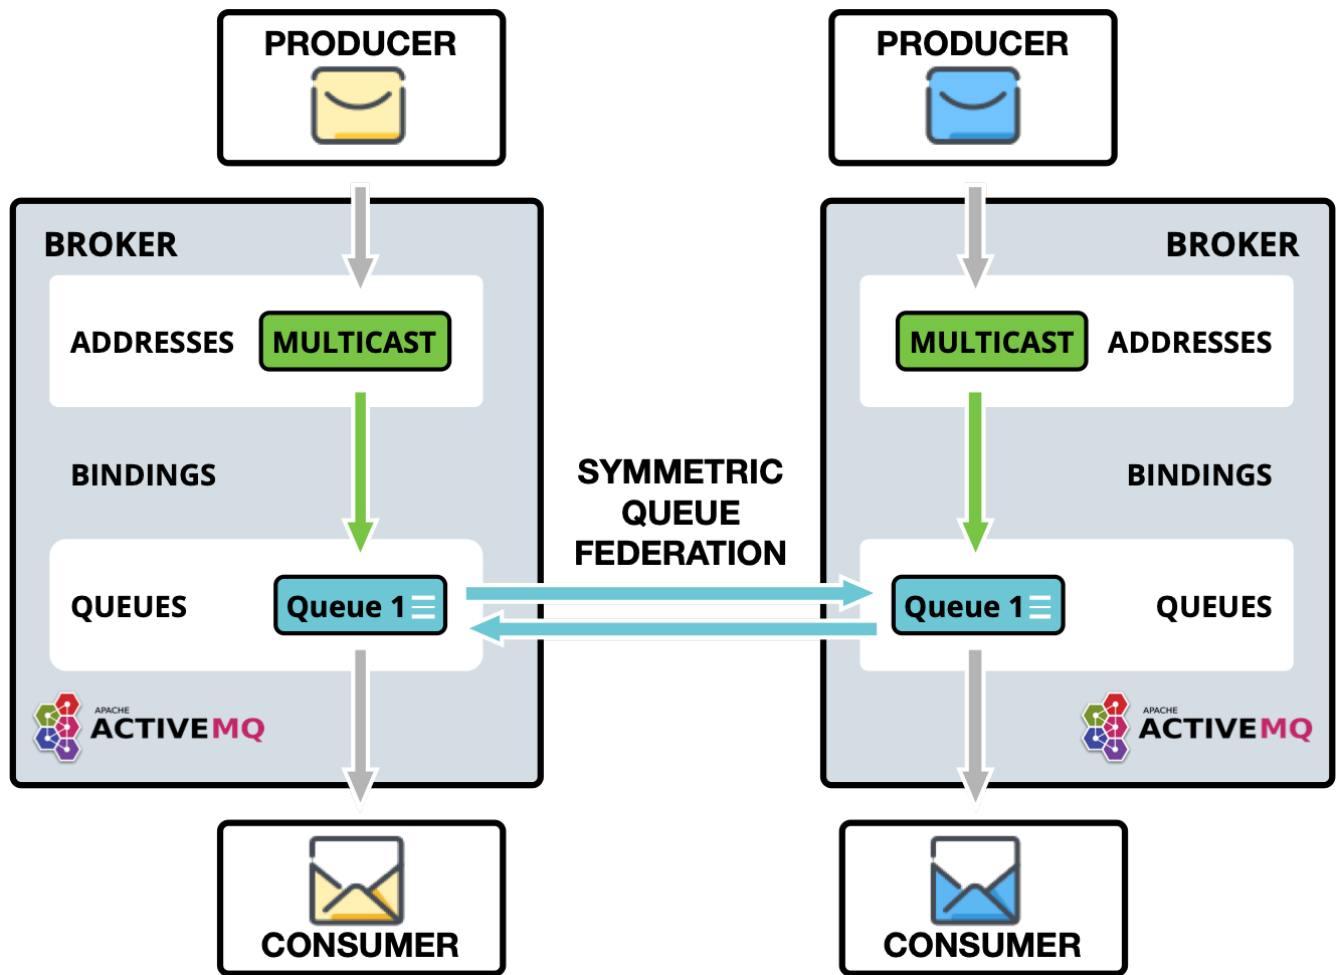 PRODUCER
PRODUCER
BROKER
BROKER
ADDRESSES
MULTICAST
MULTICAST
ADDRESSES
BINDINGS
SYMMETRIC
QUEUE
FEDERATION
BINDINGS
QUEUES
Queue 1
Queue 1
QUEUES
APACHE
ACTIVEMQ
APACHE
ACTIVEMQ
CONSUMER
CONSUMER